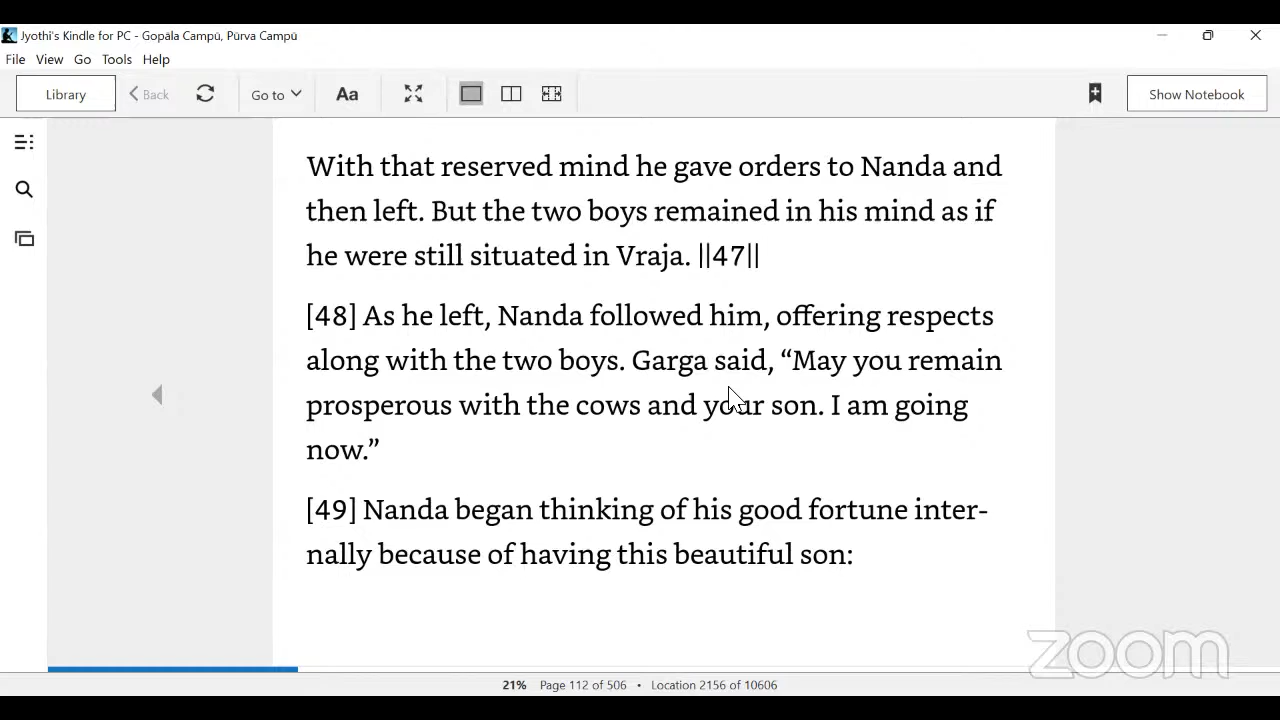 Jyothi's Kindle for PC - Gopāla Campū, Pūrva Campū
File View Go Tools Help
Library
Back
Go to
Aa
Show Notebook
With that reserved mind he gave orders to Nanda and
then left. But the two boys remained in his mind as if
he were still situated in Vraja. ||47||
[48] As he left, Nanda followed him, offering respects
along with the two boys. Garga said, “May you remain
prosperous with the cows and your son. I am going
now.”
[49] Nanda began thinking of his good fortune inter-
nally because of having this beautiful son:
zoom
21% Page 112 of 506 • Location 2156 of 10606